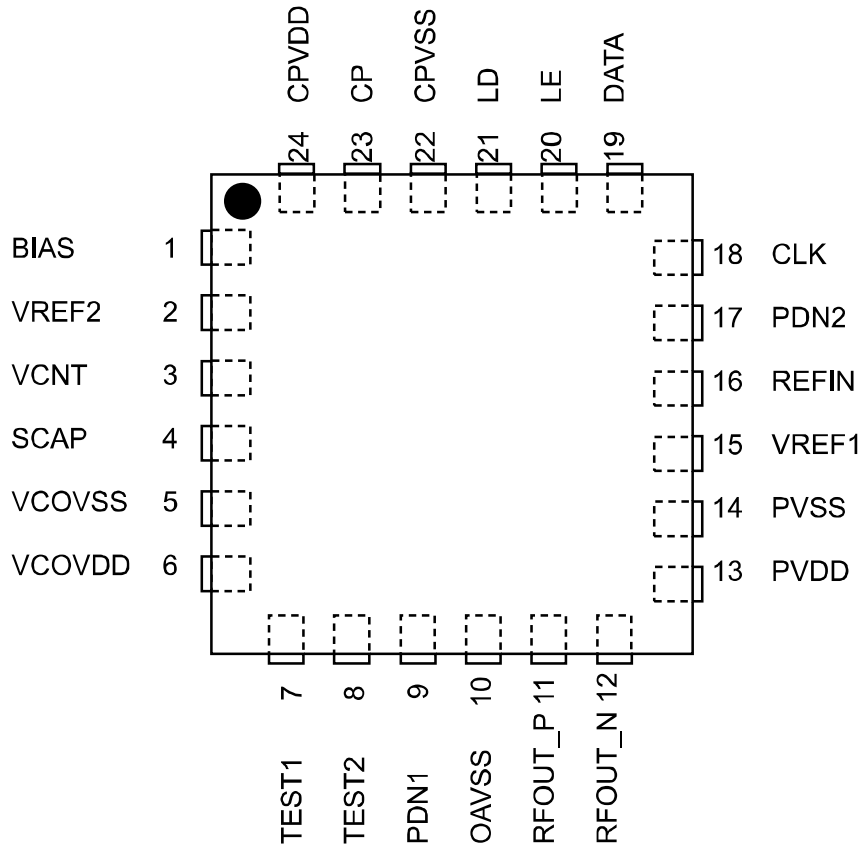 24 CPVDD
23 CP
22 CPVSS
21 LD
20 LE
19 DATA
BIAS 1
VREF2 2
VCNT 3
SCAP 4
VCOVSS 5
VCOVDD 6
18 CLK
17 PDN2
16 REFIN
15 VREF1
14 PVSS
13 PVDD
TEST1 7
TEST2 8
PDN1 9
OAVSS 10
RFOUT_P 11
RFOUT_N 12